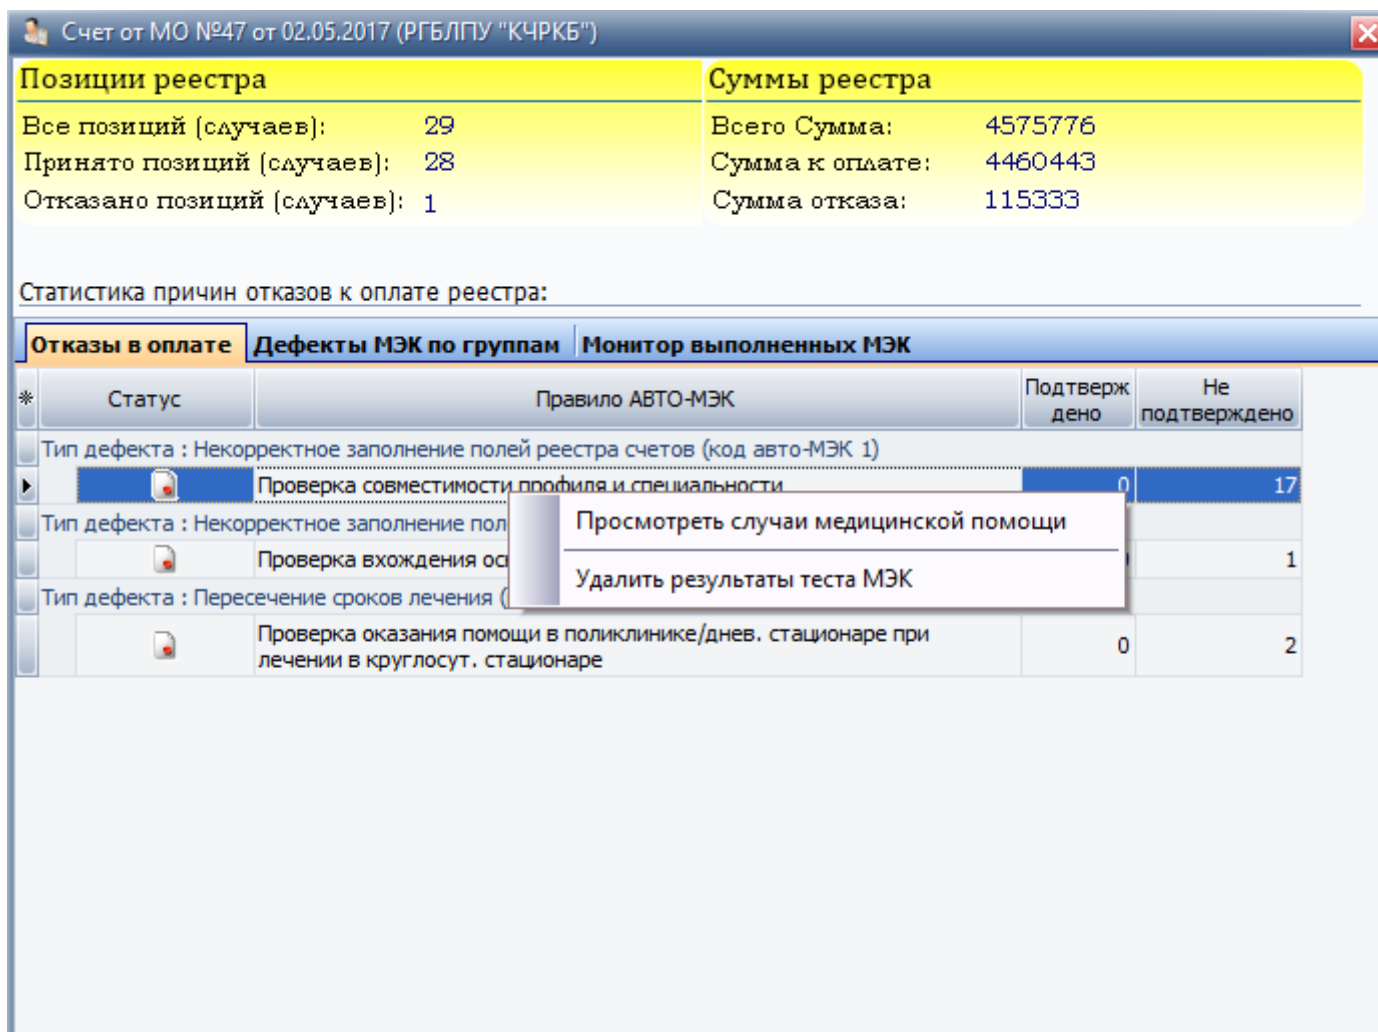 Счет от МО №47 от 02.05.2017 (РГБЛПУ "КЧРКБ")
Позиции реестра
Все позиций (случаев): 29
Принято позиций (случаев): 28
Отказано позиций (случаев): 1
Суммы реестра
Всего Сумма: 4575776
Сумма к оплате: 4460443
Сумма отказа: 115333
Статистика причин отказов к оплате реестра:
Отказы в оплате Дефекты МЭК по группам Монитор выполненных МЭК
Статус Правило АВТО-МЭК Подтверж
дено Не
подтверждено
Тип дефекта : Некорректное заполнение полей реестра счетов (код авто-МЭК 1)
Проверка совместимости профиля и специальности 0 17
Тип дефекта : Некорректное заполнение
Проверка вхождения 1
Тип дефекта : Пересечение сроков лечения (
Просмотреть случаи медицинской помощи
Удалить результаты теста МЭК
Проверка оказания помощи в поликлинике/днев. стационаре при
лечении в круглосут. стационаре 0 2